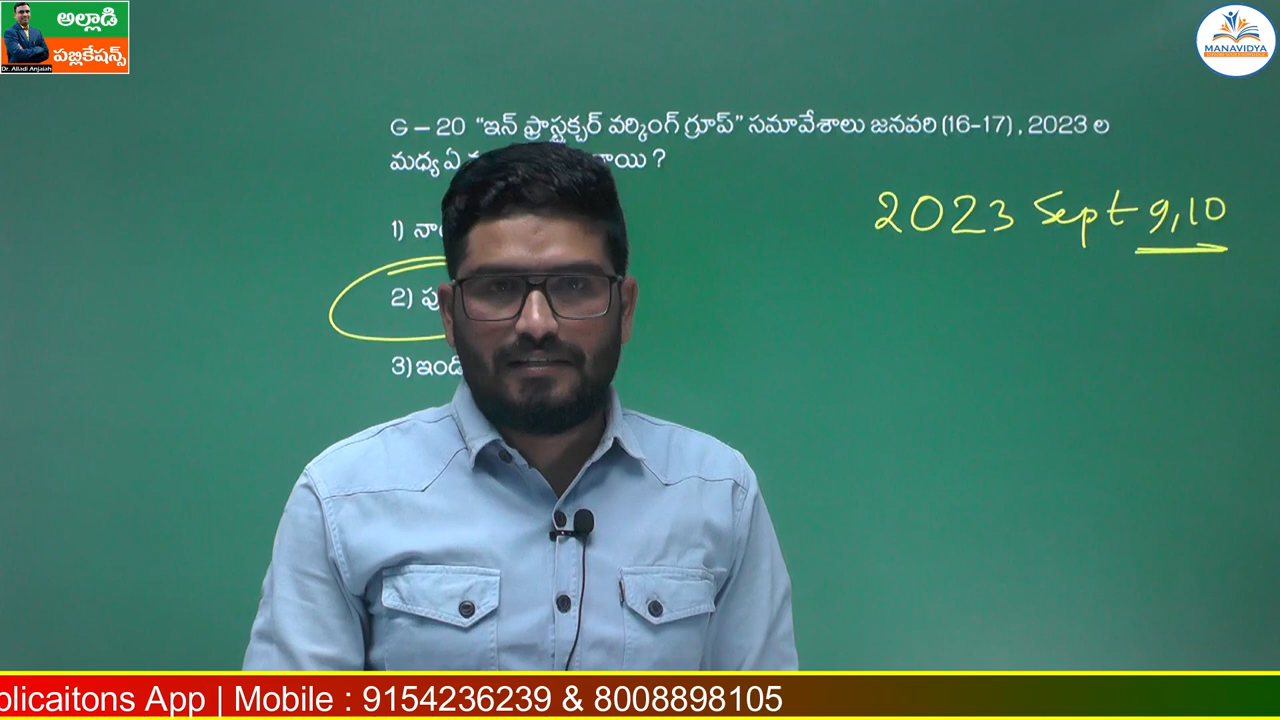 అల్లాడి
పబ్లికేషన్స్
Dr. Alladi Anjaiah
MANAVIDYA
G – 20 “ఇన్ ఫ్రాస్ట్రక్చర్ వర్కింగ్ గ్రూప్” సమావేశాలు జనవరి (16-17) , 2023 ల
మధ్య ఏ ?
2023 Sept 9,10
1)
2)
3)
plicaitons App | Mobile : 9154236239 & 8008898105